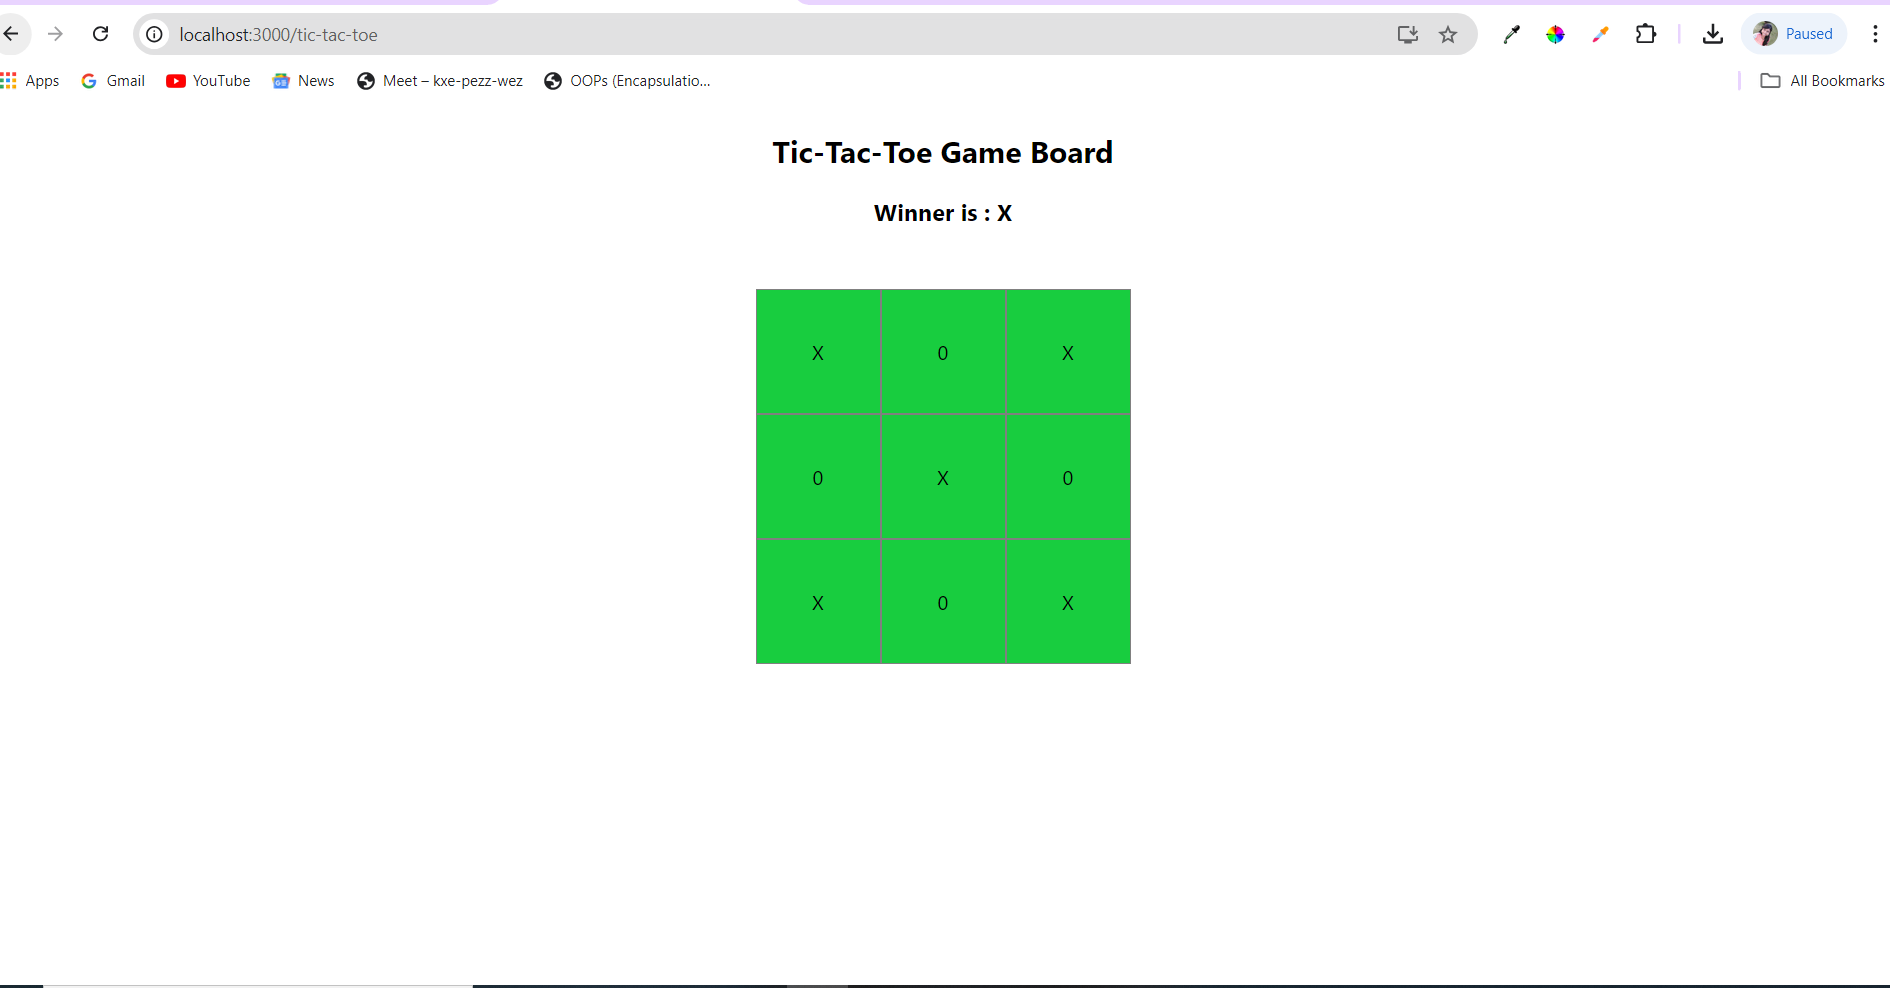 localhost:3000/tic-tac-toe Paused
Apps Gmail YouTube News Meet – kxe-pezz-wez OOPs (Encapsulatio... All Bookmarks
Tic-Tac-Toe Game Board
Winner is : X
X 0 X
0 X 0
X 0 X